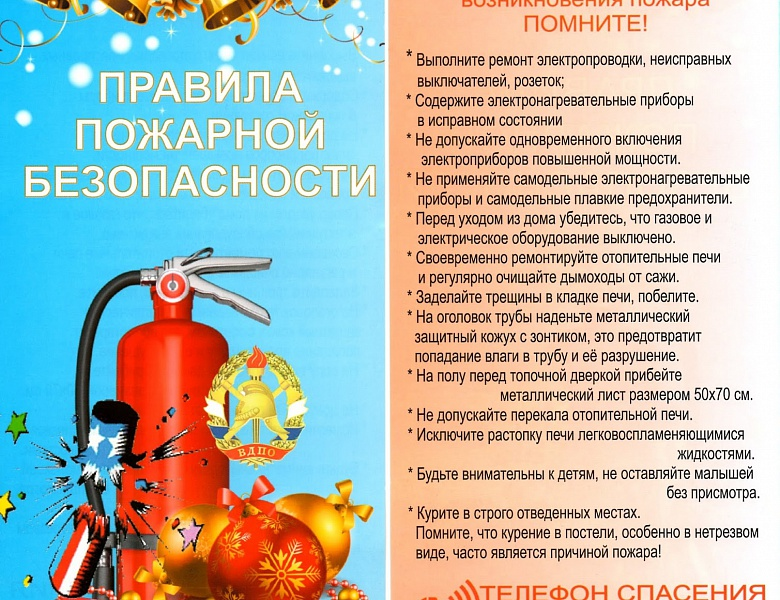 ПРАВИЛА
ПОЖАРНОЙ
БЕЗОПАСНОСТИ
ВДПО
возникновения пожара
ПОМНИТЕ!
* Выполните ремонт электропроводки, неисправных
выключателей, розеток;
* Содержите электронагревательные приборы
в исправном состоянии
* Не допускайте одновременного включения
электроприборов повышенной мощности.
* Не применяйте самодельные электронагревательные
приборы и самодельные плавкие предохранители.
* Перед уходом из дома убедитесь, что газовое и
электрическое оборудование выключено.
* Своевременно ремонтируйте отопительные печи
и регулярно очищайте дымоходы от сажи.
* Заделайте трещины в кладке печи, побелите.
* На оголовок трубы наденьте металлический
защитный кожух с зонтиком, это предотвратит
попадание влаги в трубу и её разрушение.
* На полу перед топочной дверкой прибейте
металлический лист размером 50х70 см.
* Не допускайте перекала отопительной печи.
* Исключите растопку печи легковоспламеняющимися
жидкостями.
* Будьте внимательны к детям, не оставляйте малышей
без присмотра.
* Курите в строго отведенных местах.
Помните, что курение в постели, особенно в нетрезвом
виде, часто является причиной пожара!
ТЕЛЕФОН СПАСЕНИЯ